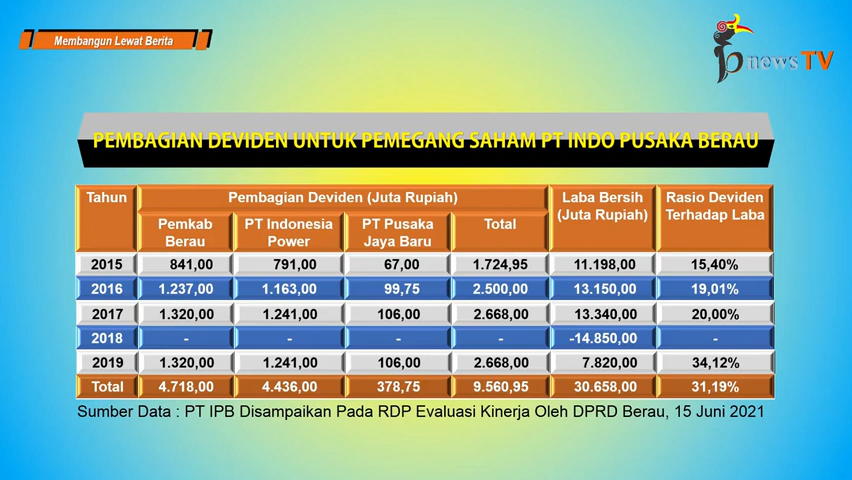 Membangun Lewat Berita
news TV
PEMBAGIAN DEVIDEN UNTUK PEMEGANG SAHAM PT INDO PUSAKA BERAU
Tahun Pembagian Deviden (Juta Rupiah) Laba Bersih (Juta Rupiah) Rasio Deviden Terhadap Laba
Pemkab Berau PT Indonesia Power PT Pusaka Jaya Baru Total
2015 841,00 791,00 67,00 1.724,95 11.198,00 15,40%
2016 1.237,00 1.163,00 99,75 2.500,00 13.150,00 19,01%
2017 1.320,00 1.241,00 106,00 2.668,00 13.340,00 20,00%
2018 - - - - -14.850,00 -
2019 1.320,00 1.241,00 106,00 2.668,00 7.820,00 34,12%
Total 4.718,00 4.436,00 378,75 9.560,95 30.658,00 31,19%
Sumber Data : PT IPB Disampaikan Pada RDP Evaluasi Kinerja Oleh DPRD Berau, 15 Juni 2021